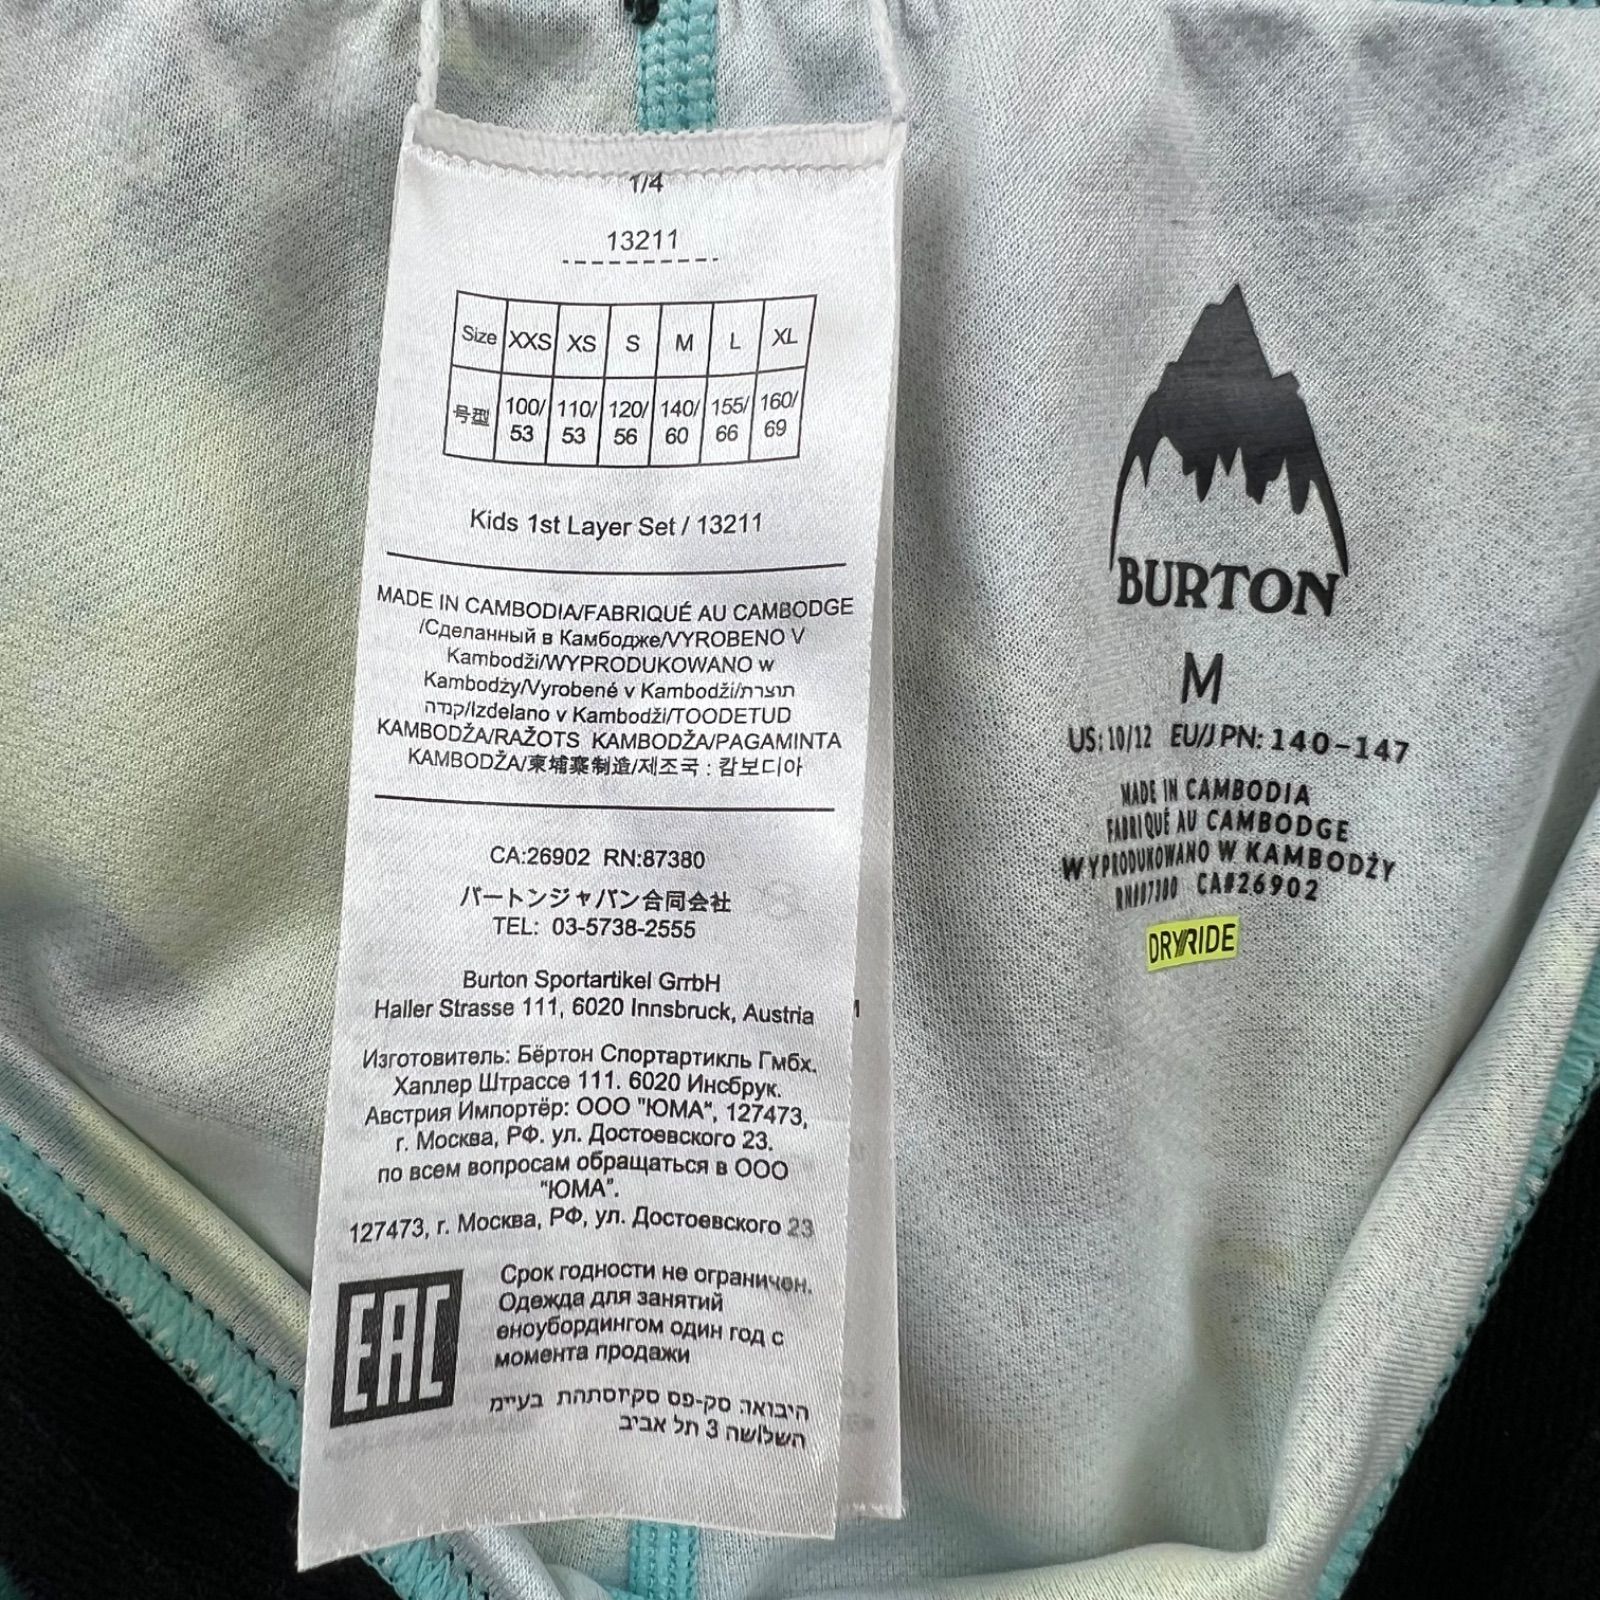 1/4
13211
Size XXS XS S M L XL
号型 100/53 110/53 120/56 140/60 155/66 160/69
Kids 1st Layer Set / 13211
MADE IN CAMBODIA/FABRIQUÉ AU CAMBODGE
/Сделанный в Камбодже/VYROBENO V
Kambodži/WYPRODUKOWANO w
Kambodży/Vyrobené v Kambodži/תוצרת
קמדה/Izdelano v Kambodži/TOODETUD
KAMBODŽA/RAŽOTS KAMBODŽA/PAGAMINTA
KAMBODŽA/柬埔寨制造/제조국 : 캄보디아
CA:26902 RN:87380
バートンジャパン合同会社
TEL: 03-5738-2555
Burton Sportartikel GmbH
Haller Strasse 111, 6020 Innsbruck, Austria
Изготовитель: Бёртон Спортартикль Гмбх.
Хаплер Штрассе 111. 6020 Инсбрук.
Австрия Импортёр: ООО "ЮМА", 127473,
г. Москва, РФ. ул. Достоевского 23.
по всем вопросам обращаться в ООО
"ЮМА".
127473, г. Москва, РФ, ул. Достоевского 23
EAC
Срок годности не ограничен.
Одежда для занятий
сноубордингом один год с
момента продажи
היבואה סק-פס בע״מ
השלושה 3 תל אביב
BURTON
M
US: 10/12 EU/JPN: 140-147
MADE IN CAMBODIA
FABRIQUÉ AU CAMBODGE
WYPRODUKOWANO W KAMBODŻY
RN#87380 CA#26902
DRYRIDE